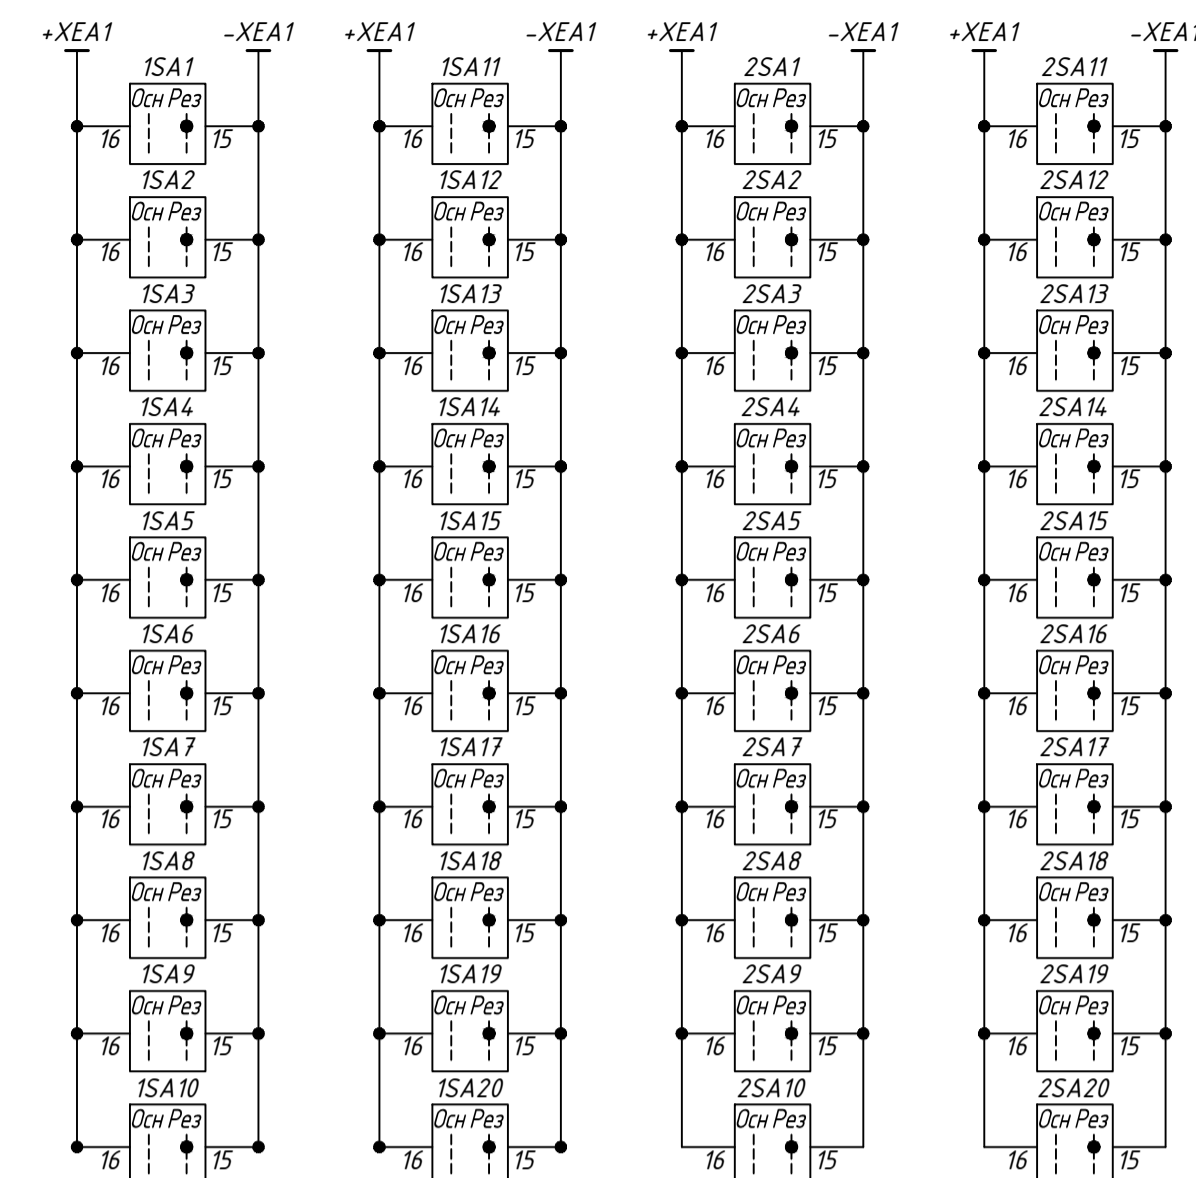 +XEA1 -XEA1 +XEA1 -XEA1 +XEA1 -XEA1 +XEA1 -XEA1
1SA1 1SA11 2SA1 2SA11
Осн Рез Осн Рез Осн Рез Осн Рез
16 15 16 15 16 15 16 15
1SA2 1SA12 2SA2 2SA12
Осн Рез Осн Рез Осн Рез Осн Рез
16 15 16 15 16 15 16 15
1SA3 1SA13 2SA3 2SA13
Осн Рез Осн Рез Осн Рез Осн Рез
16 15 16 15 16 15 16 15
1SA4 1SA14 2SA4 2SA14
Осн Рез Осн Рез Осн Рез Осн Рез
16 15 16 15 16 15 16 15
1SA5 1SA15 2SA5 2SA15
Осн Рез Осн Рез Осн Рез Осн Рез
16 15 16 15 16 15 16 15
1SA6 1SA16 2SA6 2SA16
Осн Рез Осн Рез Осн Рез Осн Рез
16 15 16 15 16 15 16 15
1SA7 1SA17 2SA7 2SA17
Осн Рез Осн Рез Осн Рез Осн Рез
16 15 16 15 16 15 16 15
1SA8 1SA18 2SA8 2SA18
Осн Рез Осн Рез Осн Рез Осн Рез
16 15 16 15 16 15 16 15
1SA9 1SA19 2SA9 2SA19
Осн Рез Осн Рез Осн Рез Осн Рез
16 15 16 15 16 15 16 15
1SA10 1SA20 2SA10 2SA20
Осн Рез Осн Рез Осн Рез Осн Рез
16 15 16 15 16 15 16 15